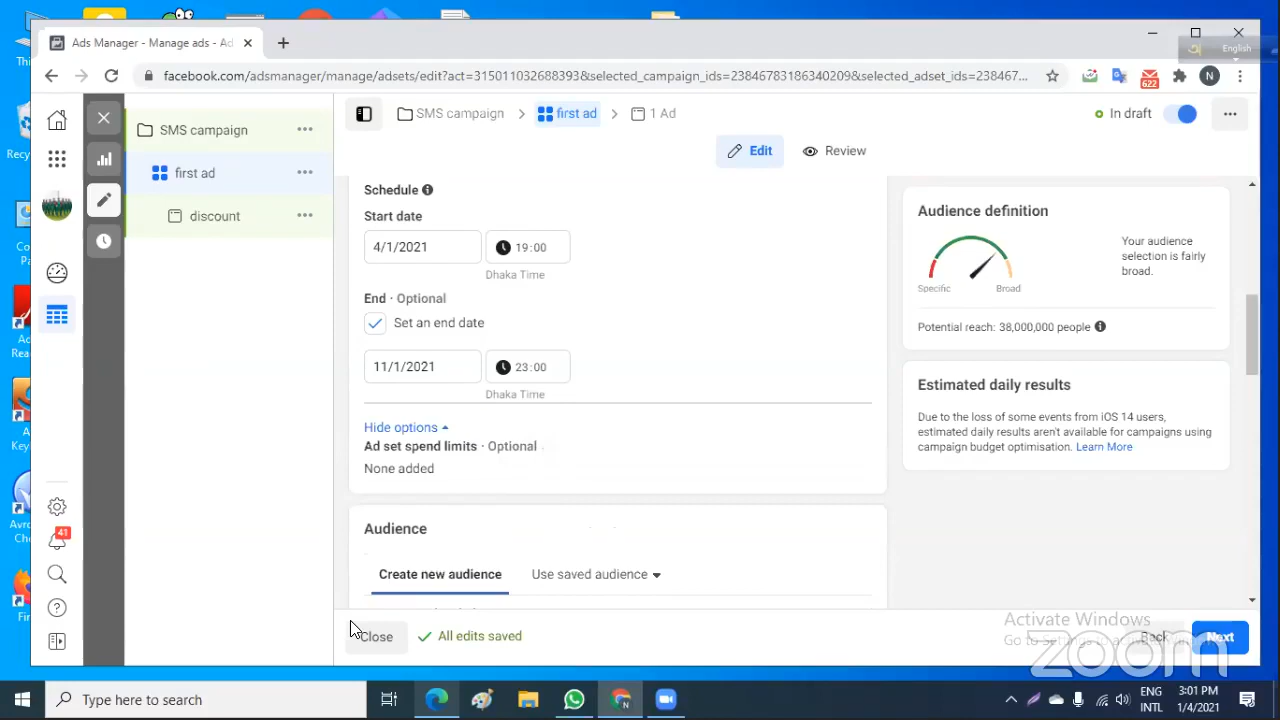 Ads Manager - Manage ads - Ad
English
facebook.com/adsmanager/manage/adsets/edit?act=315011032688393&selected_campaign_ids=23846783186340209&selected_adset_ids=238467...
622
N
SMS campaign
first ad
discount
SMS campaign > first ad > 1 Ad
In draft
Edit
Review
Schedule
Start date
4/1/2021
19:00
Dhaka Time
End · Optional
Set an end date
11/1/2021
23:00
Dhaka Time
Hide options
Ad set spend limits · Optional
None added
Audience
Create new audience
Use saved audience
Close
All edits saved
Back
Next
Audience definition
Specific
Broad
Your audience
selection is fairly
broad.
Potential reach: 38,000,000 people
Estimated daily results
Due to the loss of some events from iOS 14 users,
estimated daily results aren't available for campaigns using
campaign budget optimisation. Learn More
41
Activate Windows
Go to Settings to a
zoom
Type here to search
ENG
INTL
3:01 PM
1/4/2021